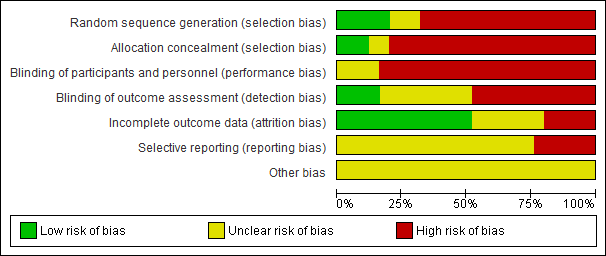 Random sequence generation (selection bias)
Allocation concealment (selection bias)
Blinding of participants and personnel (performance bias)
Blinding of outcome assessment (detection bias)
Incomplete outcome data (attrition bias)
Selective reporting (reporting bias)
Other bias
0% 25% 50% 75% 100%
Low risk of bias Unclear risk of bias High risk of bias